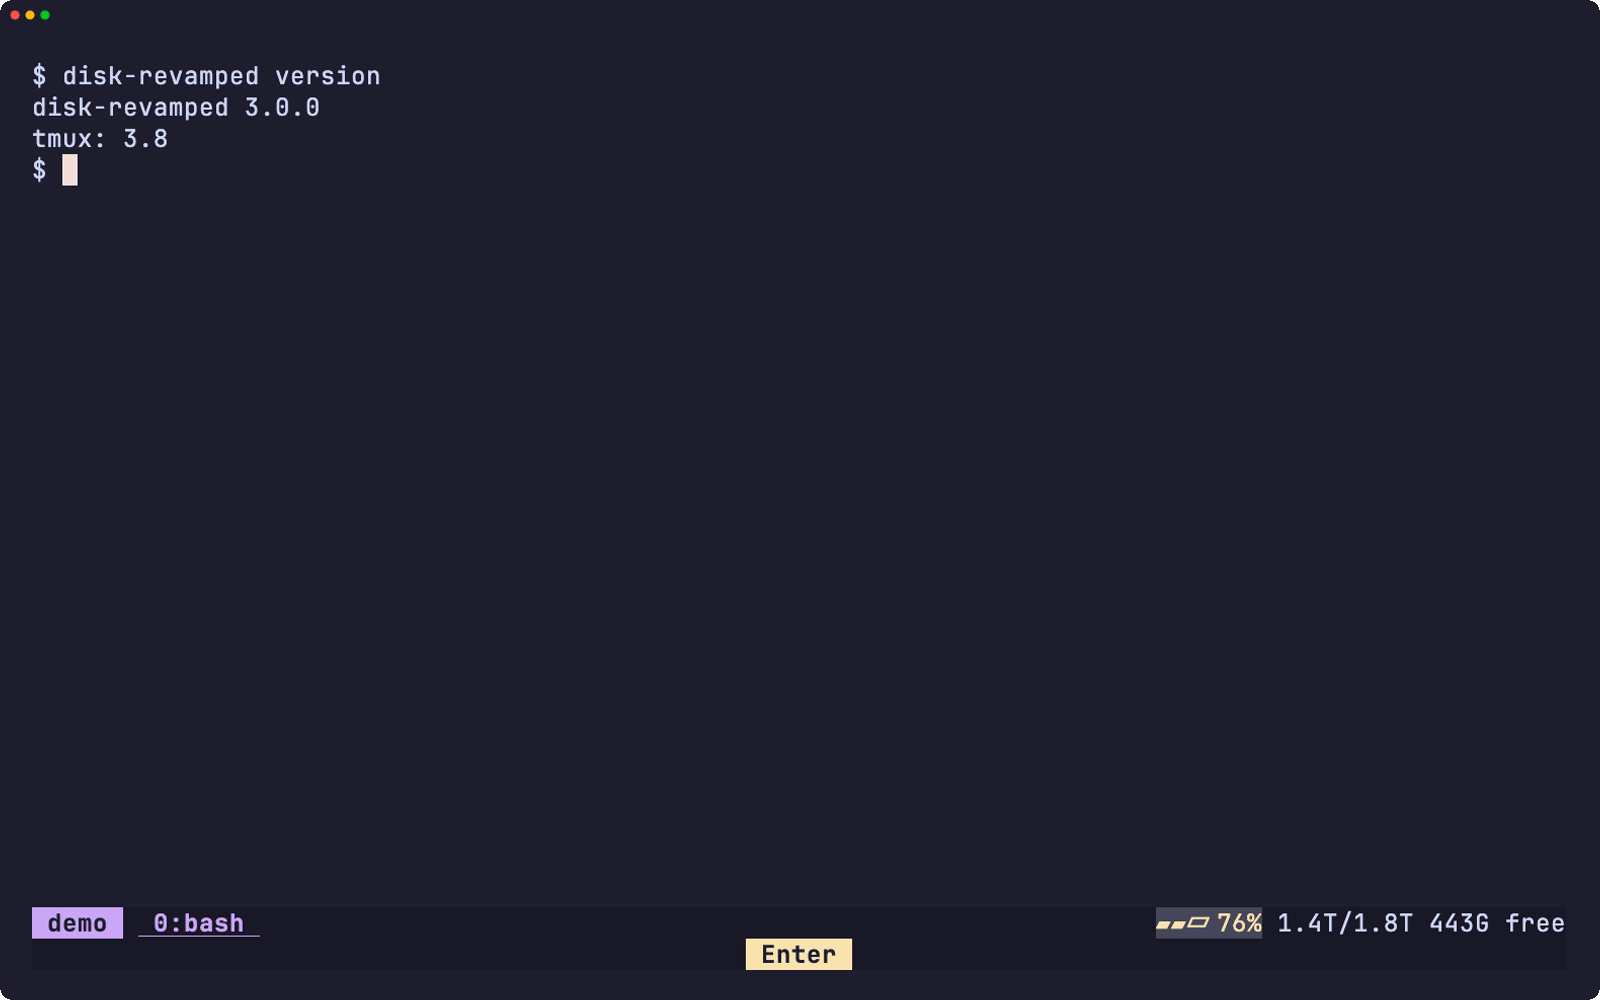 $ disk-revamped version
disk-revamped 3.0.0
tmux: 3.8
$
demo 0:bash ▰▰▱ 76% 1.4T/1.8T 443G free
Enter